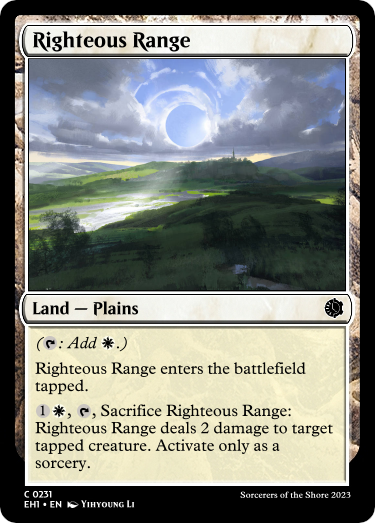 Righteous Range
Land — Plains
(T: Add W.)
Righteous Range enters the battlefield
tapped.
1 W, T, Sacrifice Righteous Range:
Righteous Range deals 2 damage to target
tapped creature. Activate only as a
sorcery.
C 0231
EH1 • EN Yihyoung Li
Sorcerers of the Shore 2023